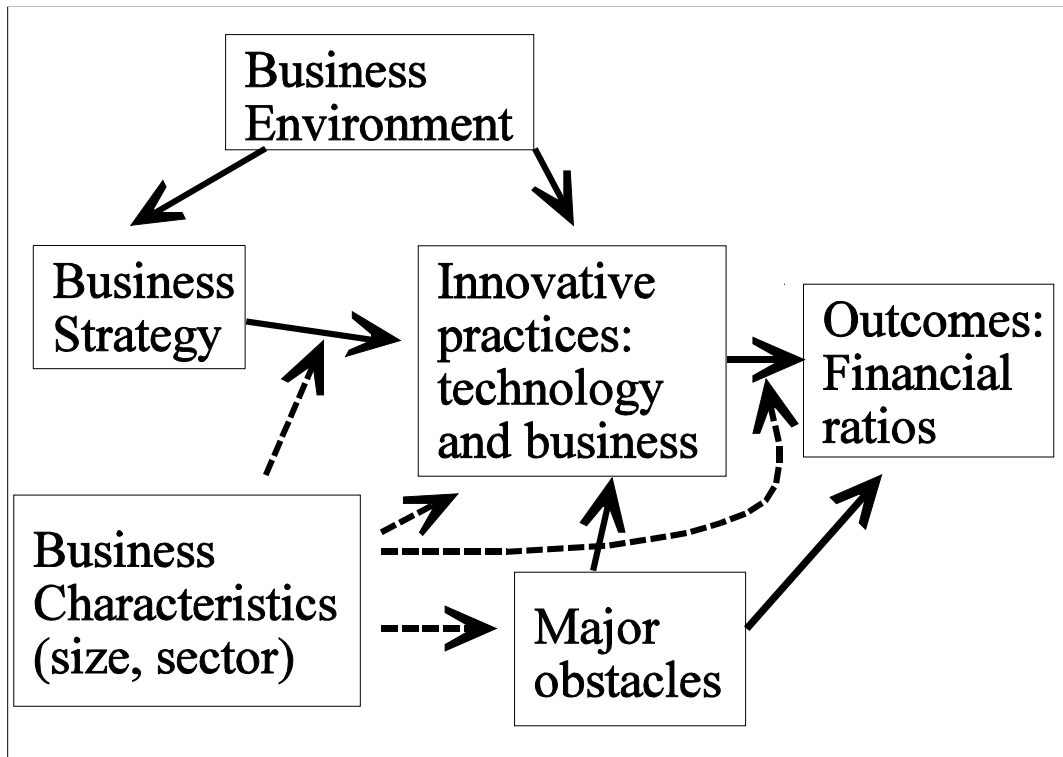 Business
Environment
Business
Strategy
Innovative
practices:
technology
and business
Outcomes:
Financial
ratios
Business
Characteristics
(size, sector)
Major
obstacles